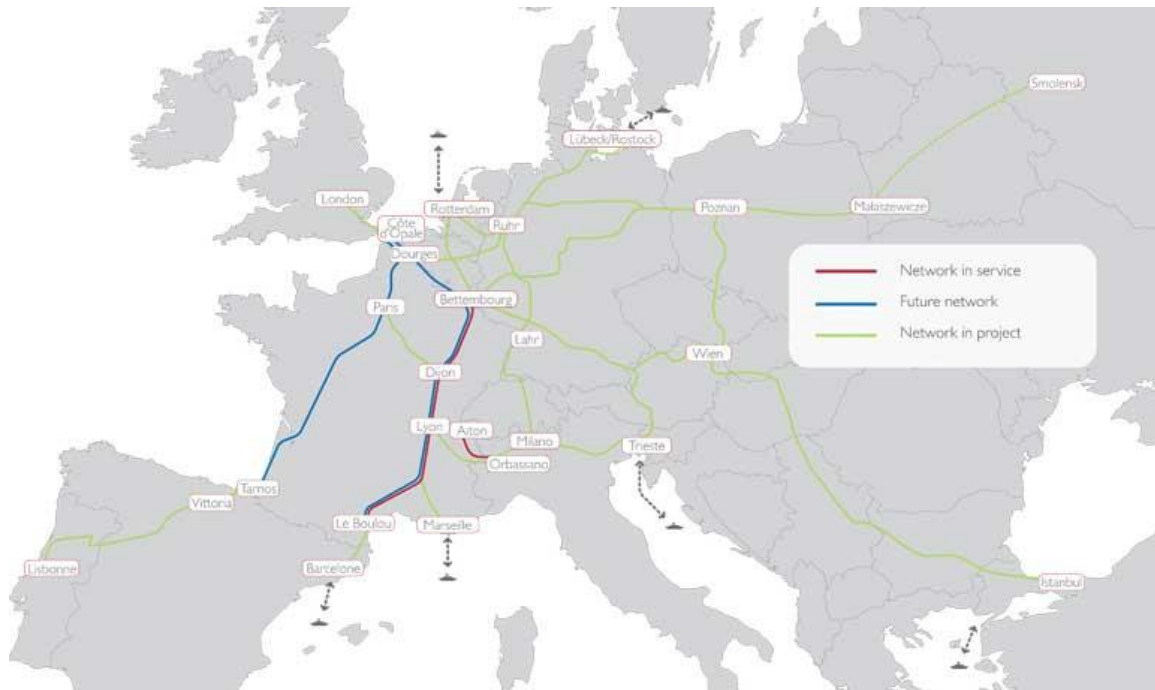 Smolensk
Lübeck/Rostock
London
Rotterdam
Poznan
Małaszewicze
Côte
d'Opale
Ruhr
Dourges
Network in service
Bettembourg
Future network
Paris
Network in project
Lahr
Wien
Dijon
Lyon
Aiton
Milano
Trieste
Orbassano
Tarnos
Vittoria
Le Boulou
Marseille
Lisbonne
Barcelone
Istanbul